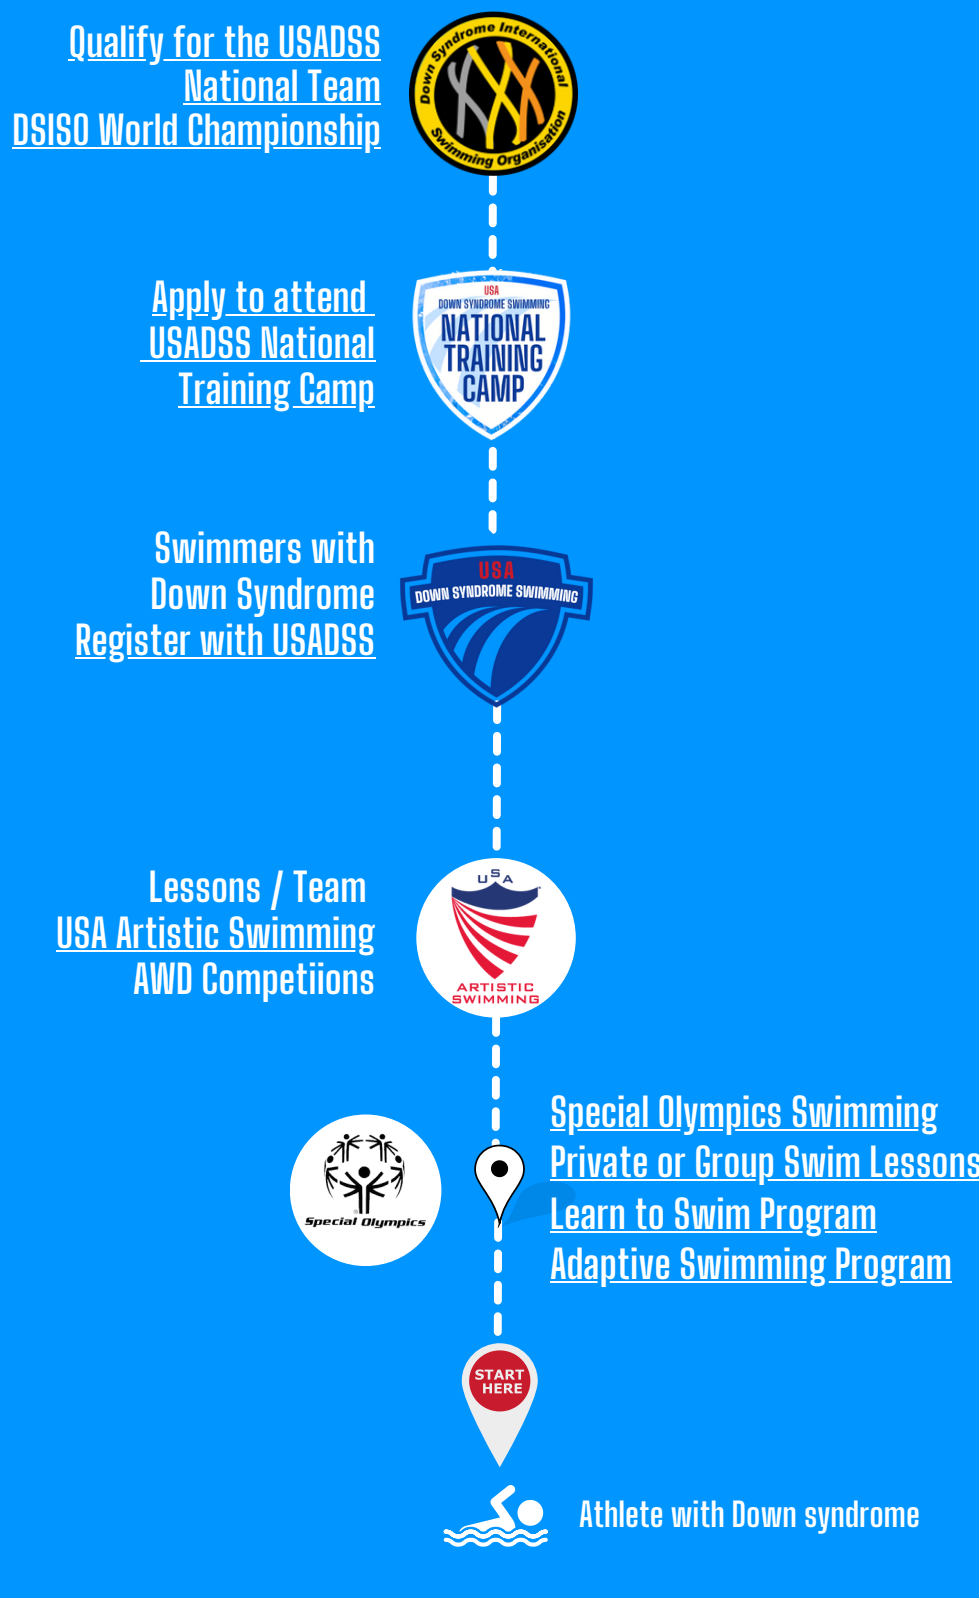 Qualify for the USADSS
National Team
DSISO World Championship
Down Syndrome International
Swimming Organisation
Apply to attend
USADSS National
Training Camp
USA
DOWN SYNDROME SWIMMING
NATIONAL
TRAINING
CAMP
Swimmers with
Down Syndrome
Register with USADSS
USA
DOWN SYNDROME SWIMMING
Lessons / Team
USA Artistic Swimming
AWD Competiions
USA
ARTISTIC
SWIMMING
Special Olympics
Special Olympics Swimming
Private or Group Swim Lessons
Learn to Swim Program
Adaptive Swimming Program
START
HERE
Athlete with Down syndrome